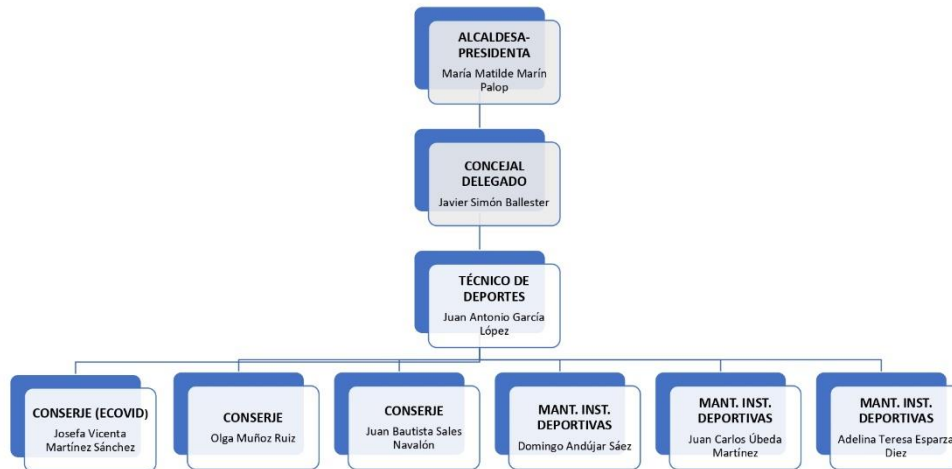 ALCALDESA-
PRESIDENTA
María Matilde Marín
Palop
CONCEJAL
DELEGADO
Javier Simón Ballester
TÉCNICO DE
DEPORTES
Juan Antonio García
López
CONSERJE (ECOVID)
Josefa Vicenta
Martínez Sánchez
CONSERJE
Olga Muñoz Ruiz
CONSERJE
Juan Bautista Sales
Navalón
MANT. INST.
DEPORTIVAS
Domingo Andújar Sáez
MANT. INST.
DEPORTIVAS
Juan Carlos Úbeda
Martínez
MANT. INST.
DEPORTIVAS
Adelina Teresa Esparza
Diez